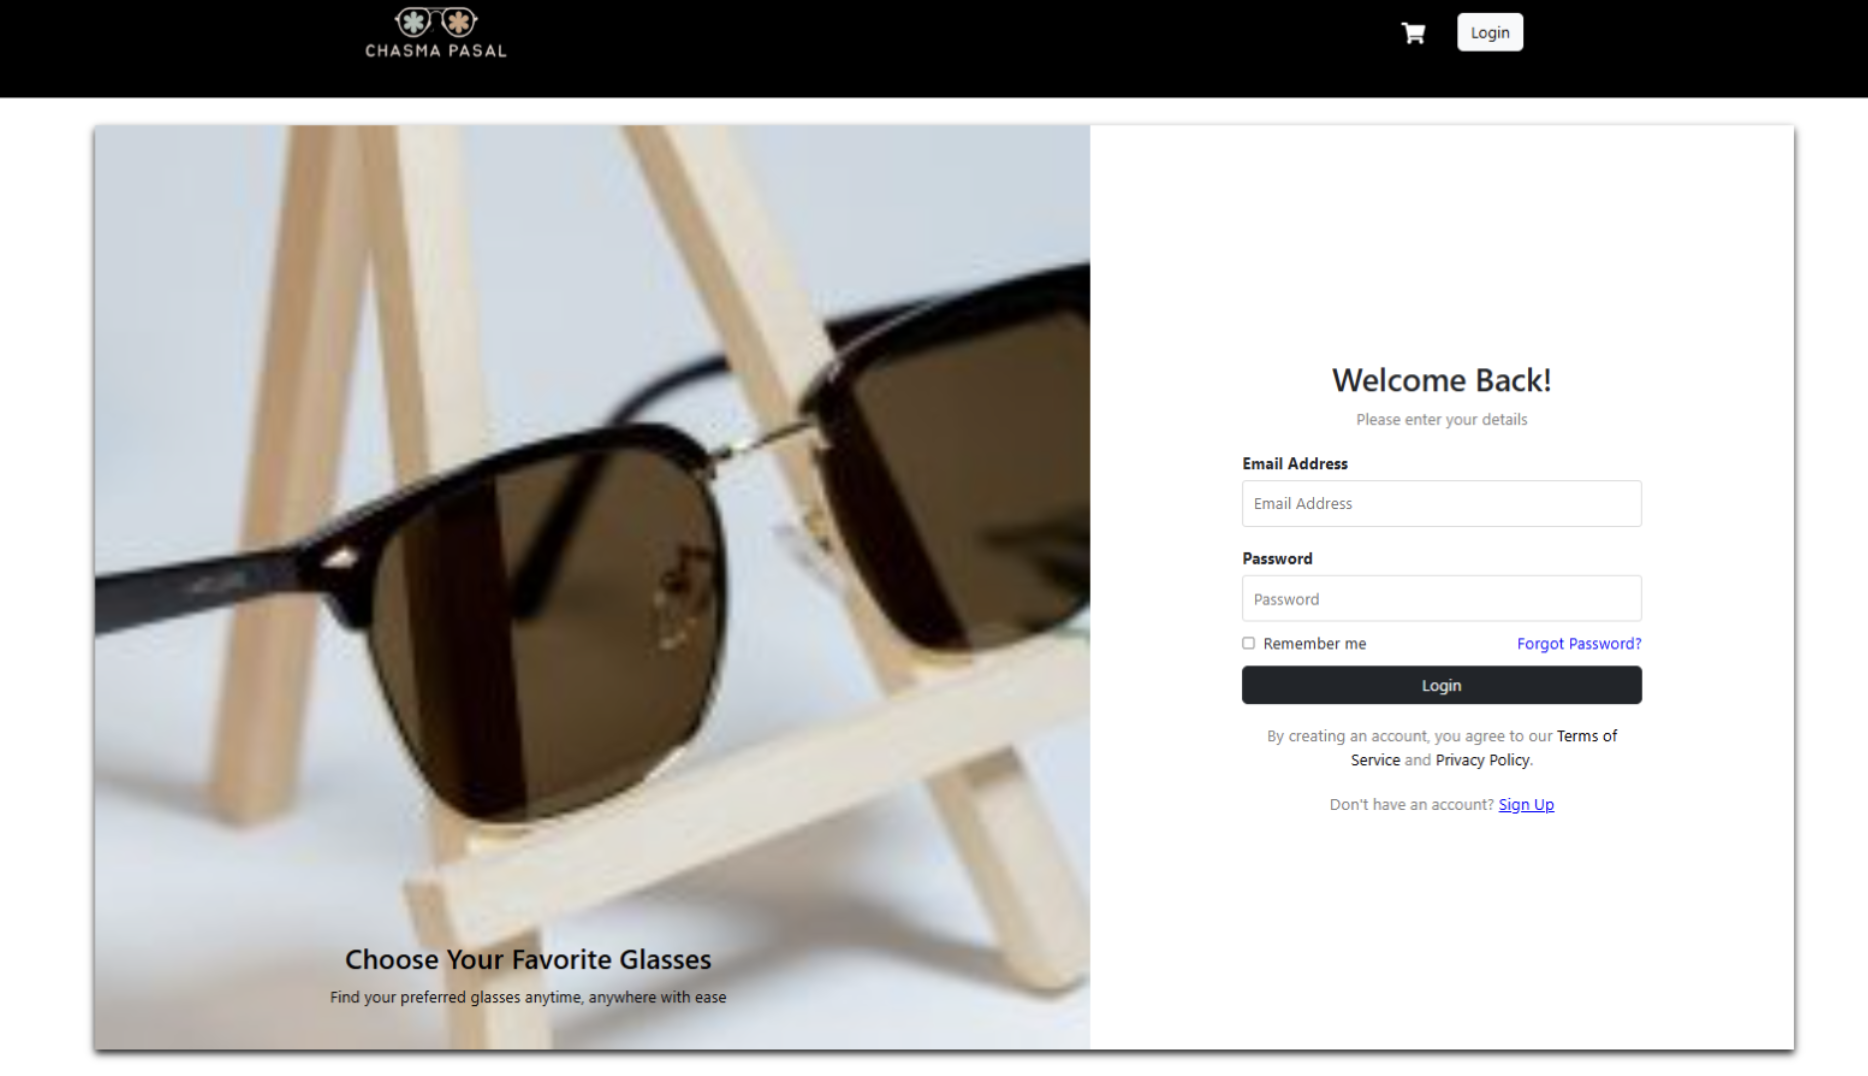 CHASMA PASAL
Login
Welcome Back!
Please enter your details
Email Address
Email Address
Password
Password
Remember me
Forgot Password?
Login
By creating an account, you agree to our Terms of
Service and Privacy Policy.
Don't have an account? Sign Up
Choose Your Favorite Glasses
Find your preferred glasses anytime, anywhere with ease